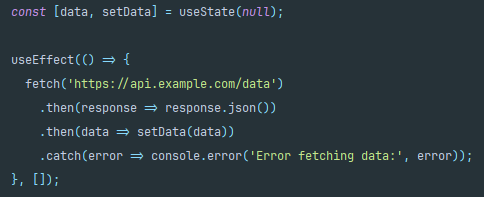 const [data, setData] = useState(null);

useEffect(() => {
  fetch('https://api.example.com/data')
    .then(response => response.json())
    .then(data => setData(data))
    .catch(error => console.error('Error fetching data:', error));
}, []);